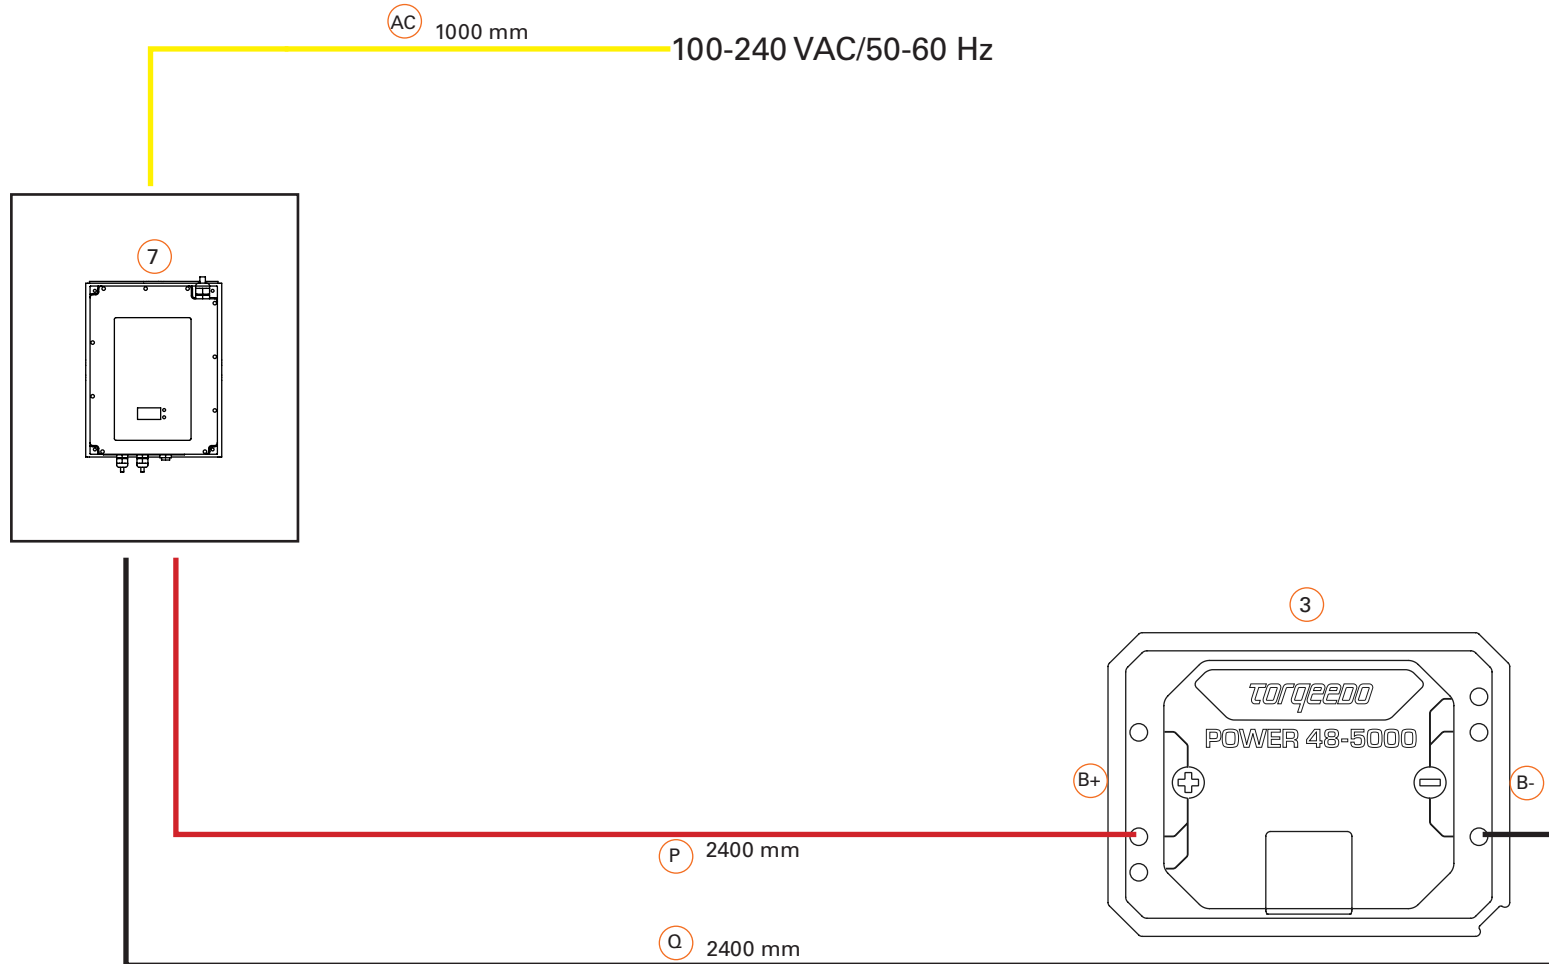 AC
1000 mm
100-240 VAC/50-60 Hz
7
3
TORQEEDO
POWER 48-5000
B+
B-
P
2400 mm
Q
2400 mm